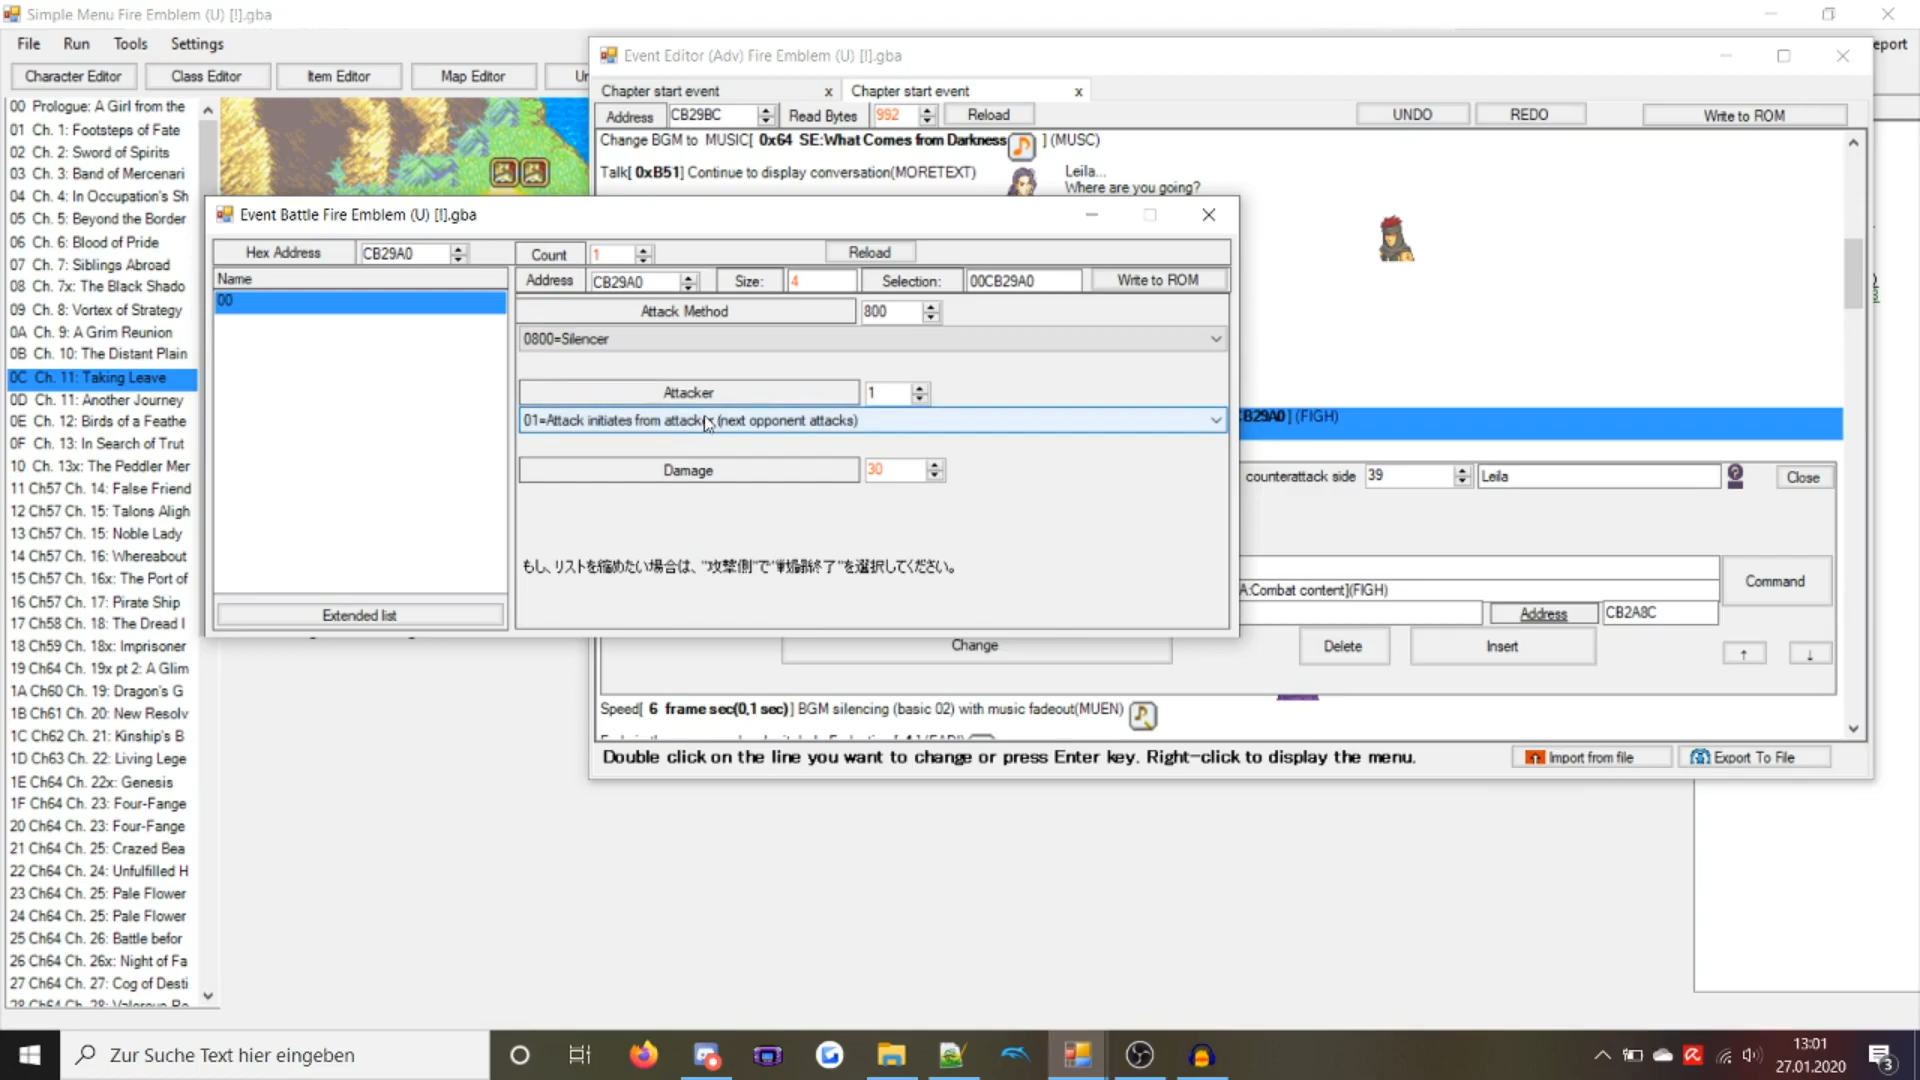 Simple Menu Fire Emblem (U) [!].gba
File Run Tools Settings
Character Editor Class Editor Item Editor Map Editor
00 Prologue: A Girl from the
01 Ch. 1: Footsteps of Fate
02 Ch. 2: Sword of Spirits
03 Ch. 3: Band of Mercenari
04 Ch. 4: In Occupation's Sh
05 Ch. 5: Beyond the Border
06 Ch. 6: Blood of Pride
07 Ch. 7: Siblings Abroad
08 Ch. 7x: The Black Shado
09 Ch. 8: Vortex of Strategy
0A Ch. 9: A Grim Reunion
0B Ch. 10: The Distant Plain
0C Ch. 11: Taking Leave
0D Ch. 11: Another Journey
0E Ch. 12: Birds of a Feathe
0F Ch. 13: In Search of Trut
10 Ch. 13x: The Peddler Mer
11 Ch57 Ch. 14: False Friend
12 Ch57 Ch. 15: Talons Aligh
13 Ch57 Ch. 15: Noble Lady
14 Ch57 Ch. 16: Whereabout
15 Ch57 Ch. 16x: The Port of
16 Ch57 Ch. 17: Pirate Ship
17 Ch58 Ch. 18: The Dread I
18 Ch59 Ch. 18x: Imprisoner
19 Ch64 Ch. 19x pt 2: A Glim
1A Ch60 Ch. 19: Dragon's G
1B Ch61 Ch. 20: New Resolv
1C Ch62 Ch. 21: Kinship's B
1D Ch63 Ch. 22: Living Lege
1E Ch64 Ch. 22x: Genesis
1F Ch64 Ch. 23: Four-Fange
20 Ch64 Ch. 23: Four-Fange
21 Ch64 Ch. 25: Crazed Bea
22 Ch64 Ch. 24: Unfulfilled H
23 Ch64 Ch. 25: Pale Flower
24 Ch64 Ch. 25: Pale Flower
25 Ch64 Ch. 26: Battle befor
26 Ch64 Ch. 26x: Night of Fa
27 Ch64 Ch. 27: Cog of Desti
Event Editor (Adv) Fire Emblem (U) [!].gba
Chapter start event x Chapter start event x
Address CB29BC Read Bytes 992 Reload UNDO REDO Write to ROM
Change BGM to MUSIC[ 0x64 SE:What Comes from Darkness ] (MUSC)
Talk[ 0xB51] Continue to display conversation(MORETEXT) Leila...
Where are you going?
Event Battle Fire Emblem (U) [!].gba
Hex Address CB29A0 Count 1 Reload
Name Address CB29A0 Size: 4 Selection: 00CB29A0 Write to ROM
00
Attack Method 800
0800=Silencer
Attacker 1
01=Attack initiates from attack (next opponent attacks)
Damage 30
もし、リストを縮めたい場合は、"攻撃側"で"戦闘終了"を選択してください。
Extended list
CB29A0] (FIGH)
counterattack side 39 Leila Close
A:Combat content](FIGH) Command
Address CB2A8C
Change Delete Insert ↑ ↓
Speed[ 6 frame sec(0,1 sec)] BGM silencing (basic 02) with music fadeout(MUEN)
Double click on the line you want to change or press Enter key. Right-click to display the menu.
Import from file Export To File
Zur Suche Text hier eingeben
13:01
27.01.2020
3